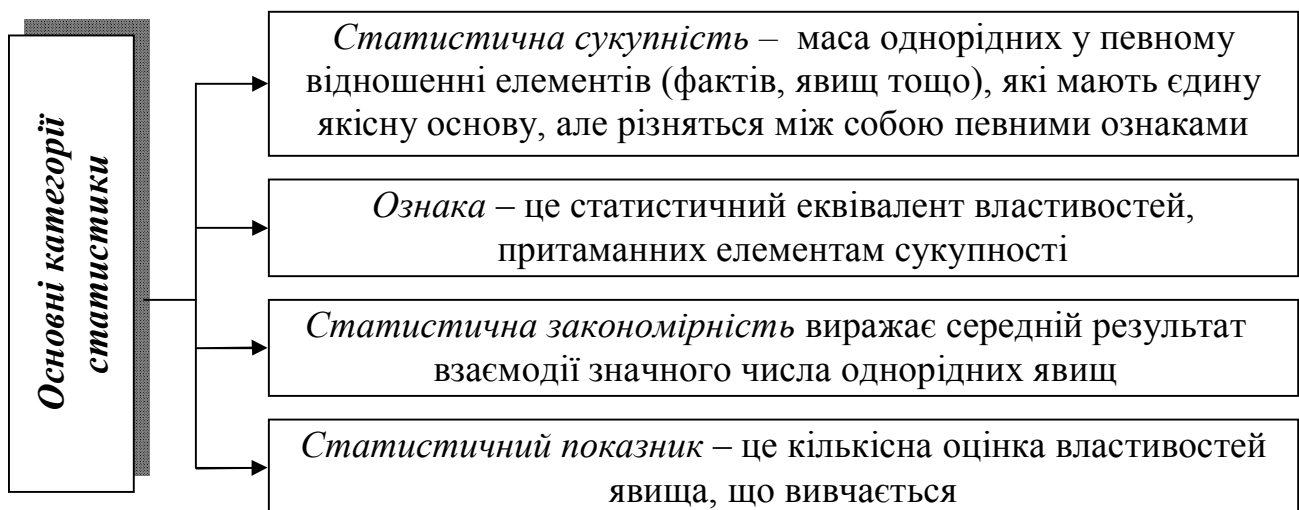 Основні категорії
статистики
Статистична сукупність – маса однорідних у певному
відношенні елементів (фактів, явищ тощо), які мають єдину
якісну основу, але різняться між собою певними ознаками
Ознака – це статистичний еквівалент властивостей,
притаманних елементам сукупності
Статистична закономірність виражає середній результат
взаємодії значного числа однорідних явищ
Статистичний показник – це кількісна оцінка властивостей
явища, що вивчається